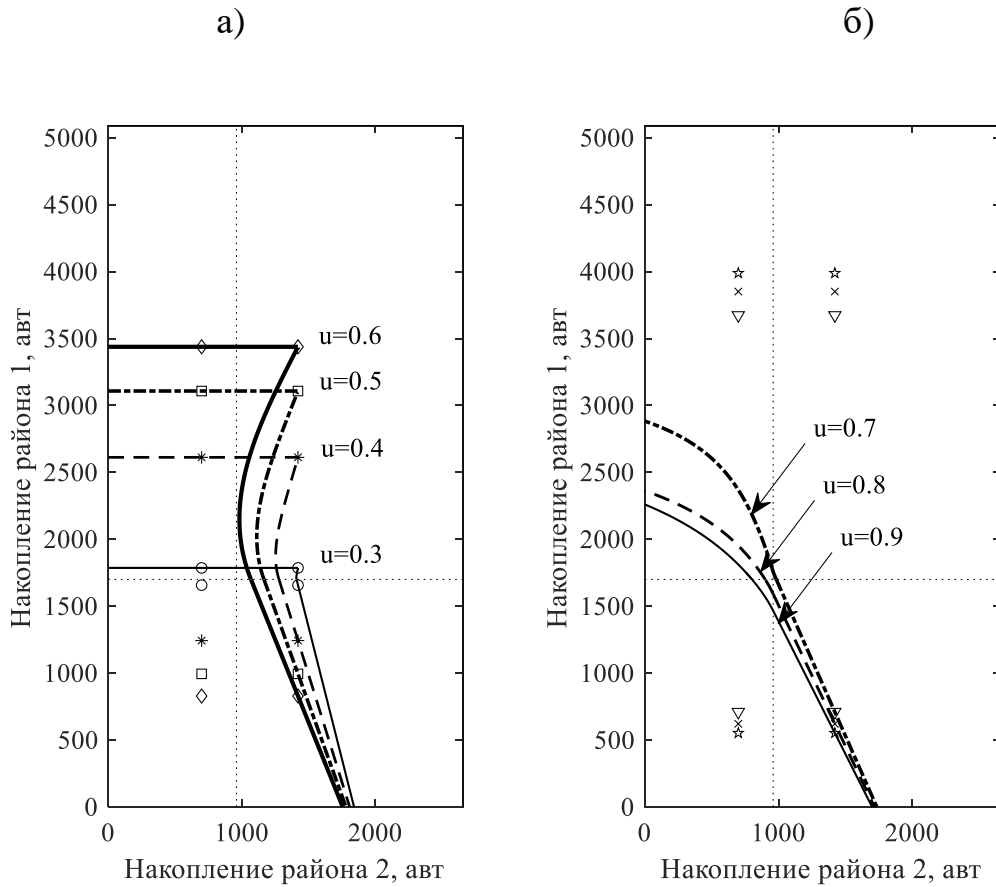 а)
б)
5000
4500
4000
3500
3000
2500
2000
1500
1000
500
0
Накопление района 1, авт
u=0.6
u=0.5
u=0.4
u=0.3
0
1000
2000
Накопление района 2, авт
5000
4500
4000
3500
3000
2500
2000
1500
1000
500
0
Накопление района 1, авт
u=0.7
u=0.8
u=0.9
0
1000
2000
Накопление района 2, авт